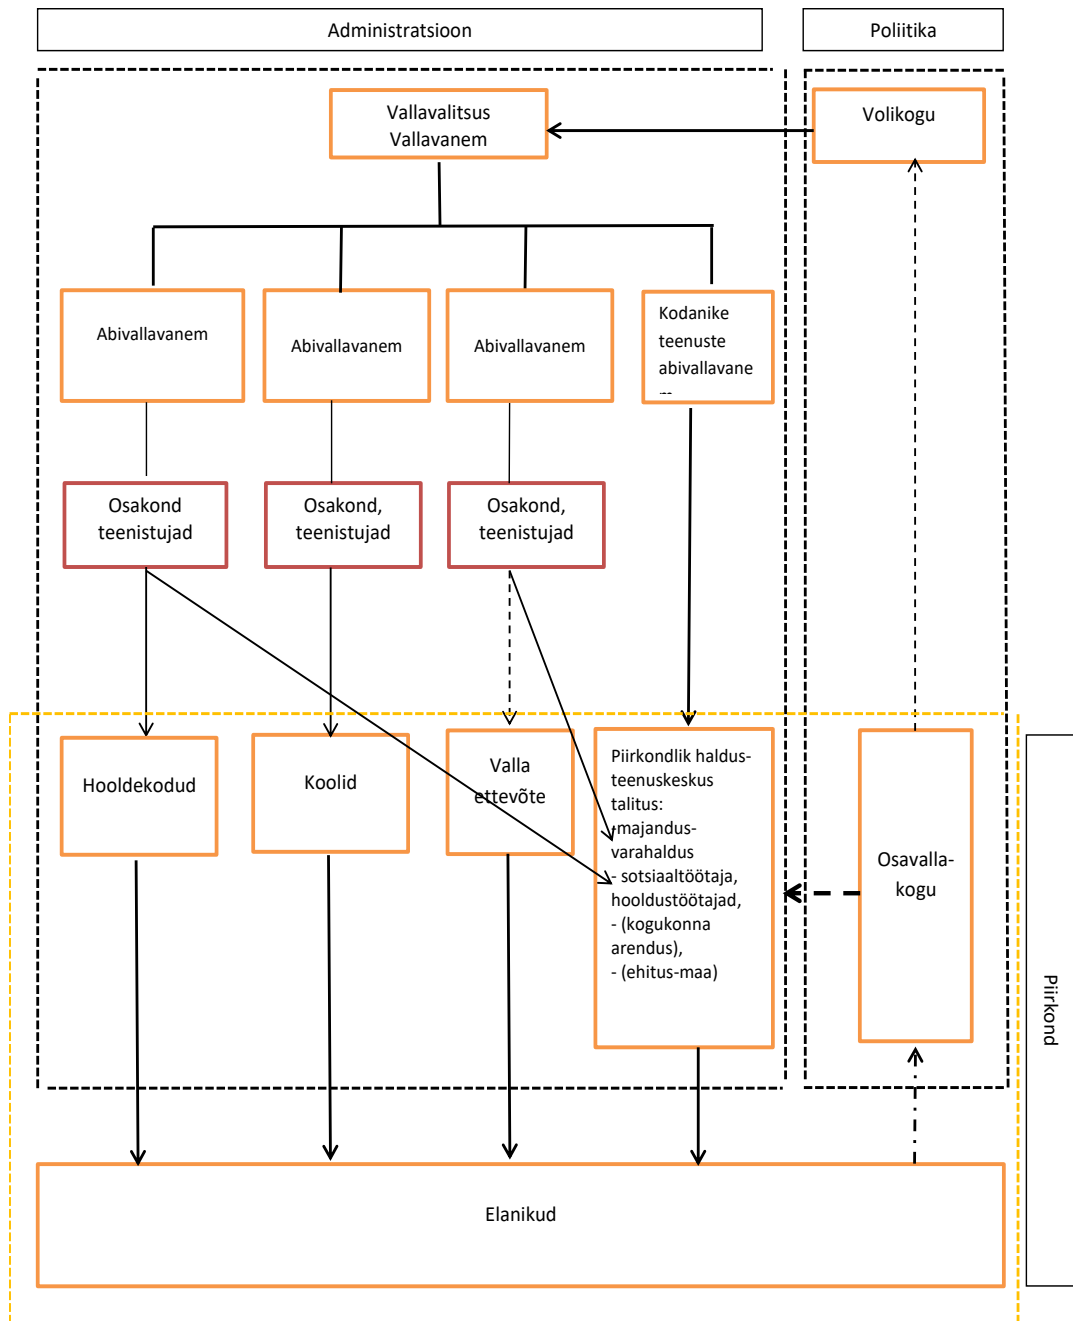 Administratsioon
Poliitika
Vallavalitsus
Vallavanem
Volikogu
Abivallavanem
Abivallavanem
Abivallavanem
Kodanike
teenuste
abivallavane
Osakond
teenistujad
Osakond,
teenistujad
Osakond,
teenistujad
Hooldekodud
Koolid
Valla
ettevõte
Piirkondlik haldus-
teenuskeskus
talitus:
-majandus-
varahaldus
- sotsiaaltöötaja,
hooldustöötajad,
- (kogukonna
arendus),
- (ehitus-maa)
Osavalla-
kogu
Piirkond
Elanikud